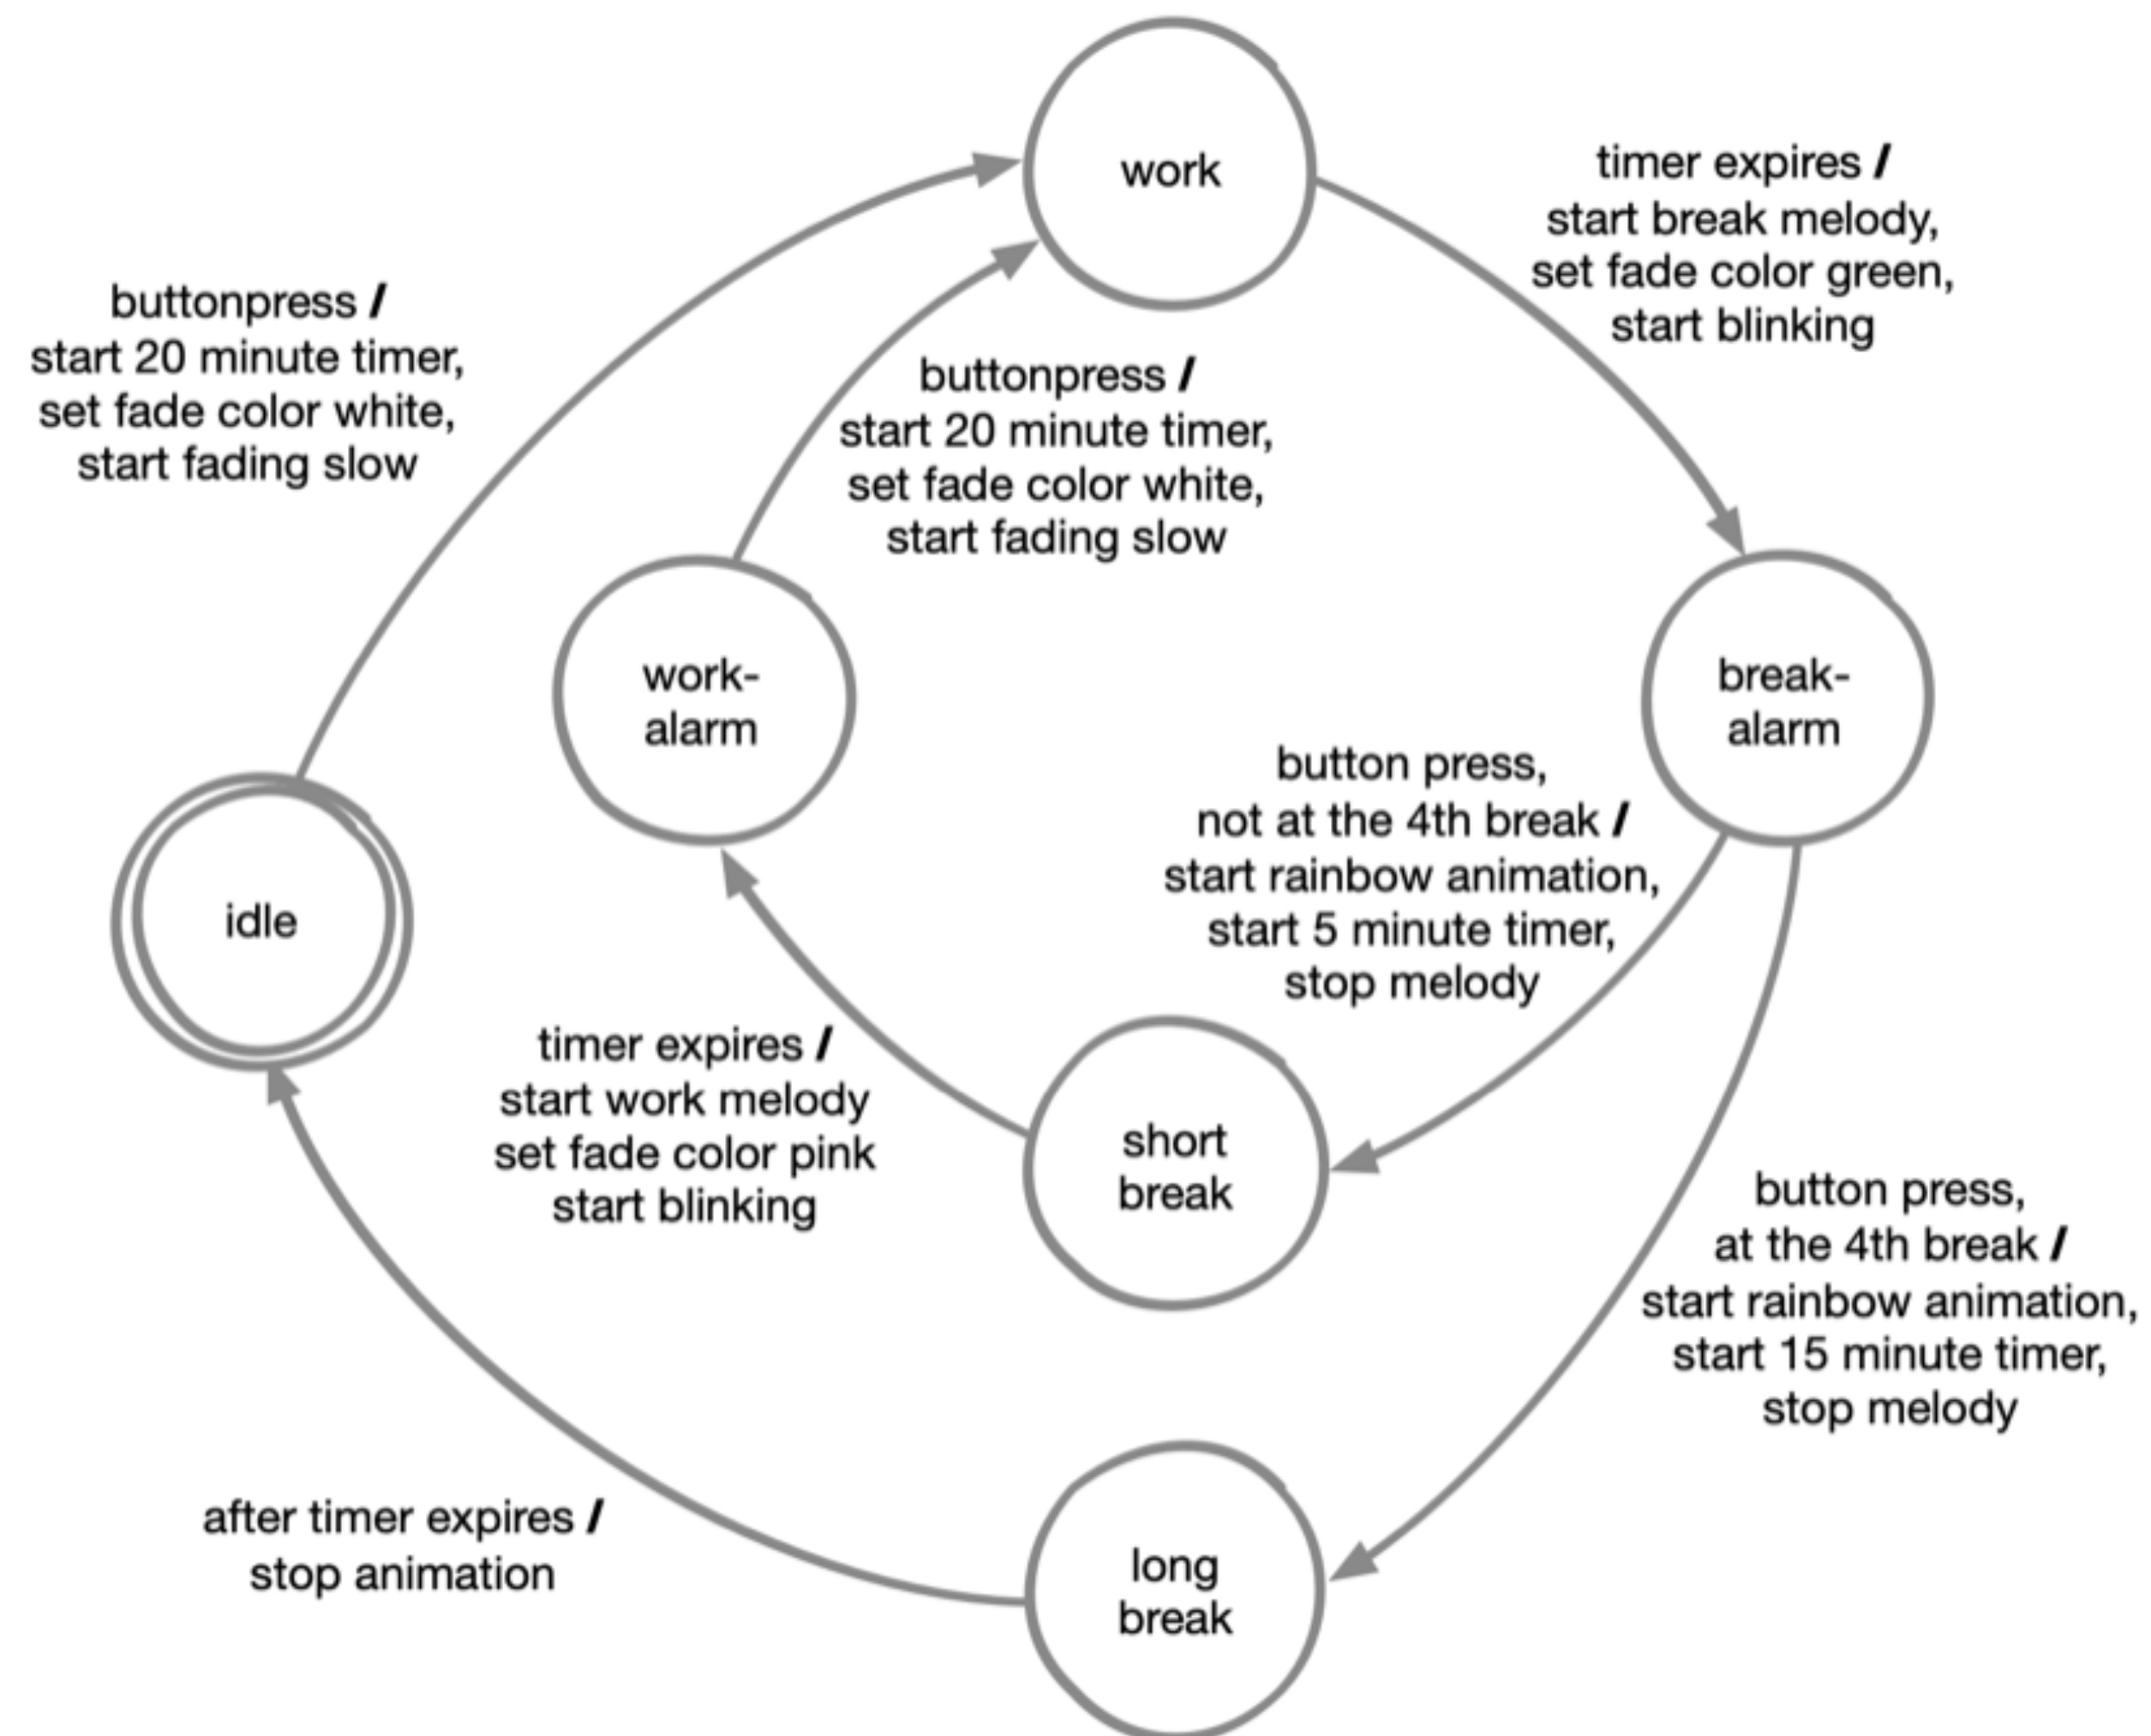 work
timer expires /
start break melody,
set fade color green,
start blinking
buttonpress /
start 20 minute timer,
set fade color white,
start fading slow
buttonpress /
start 20 minute timer,
set fade color white,
start fading slow
work-
alarm
break-
alarm
idle
button press,
not at the 4th break /
start rainbow animation,
start 5 minute timer,
stop melody
timer expires /
start work melody
set fade color pink
start blinking
short
break
button press,
at the 4th break /
start rainbow animation,
start 15 minute timer,
stop melody
after timer expires /
stop animation
long
break